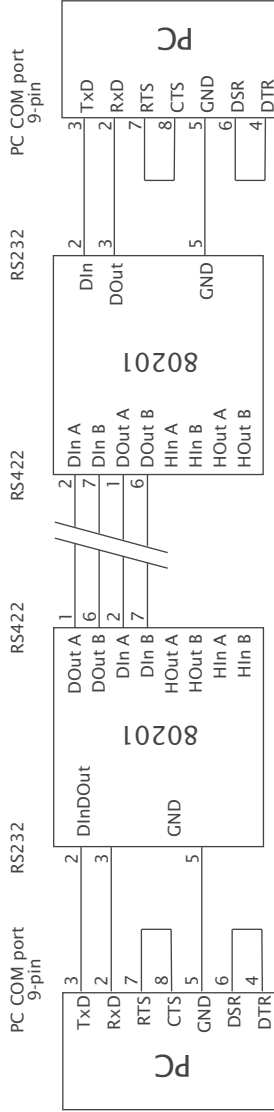 PC COM port
9-pin
RS232
RS422
RS422
RS232
PC COM port
9-pin
PC
TxD 3
RxD 2
RTS 7
CTS 8
GND 5
DSR 6
DTR 4
2 DInDOut
3
5 GND
80201
DOut A 1
DOut B 6
DIn A 2
DIn B 7
HOut A
HOut B
HIn A
HIn B
2 DIn A
7 DIn B
1 DOut A
6 DOut B
HIn A
HIn B
HOut A
HOut B
80201
DIn 2
DOut 3
GND 5
3 TxD
2 RxD
7 RTS
8 CTS
5 GND
6 DSR
4 DTR
PC